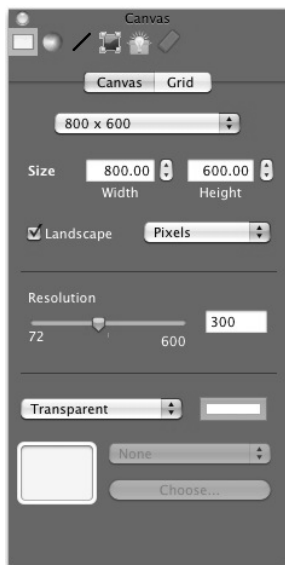 Canvas
Canvas Grid
800 x 600
Size 800.00 600.00
Width Height
Landscape Pixels
Resolution
300
72 600
Transparent
None
Choose...